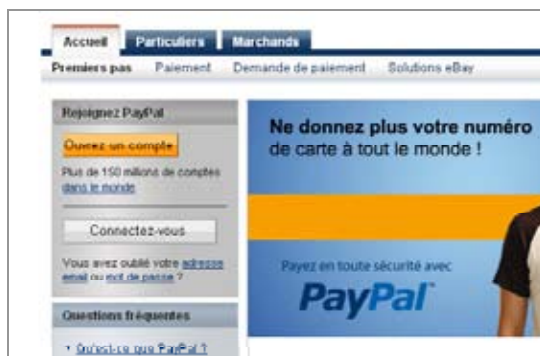 Accueil Particuliers Marchands
Premiers pas Paiement Demande de paiement Solutions eBay
Rejoignez PayPal
Ouvrez un compte
Plus de 150 millions de comptes
dans le monde
Connectez-vous
Vous avez oublié votre adresse
email ou mot de passe ?
Questions fréquentes
• Qu'est-ce que PayPal ?
Ne donnez plus votre numéro
de carte à tout le monde !
Payez en toute sécurité avec
PayPal